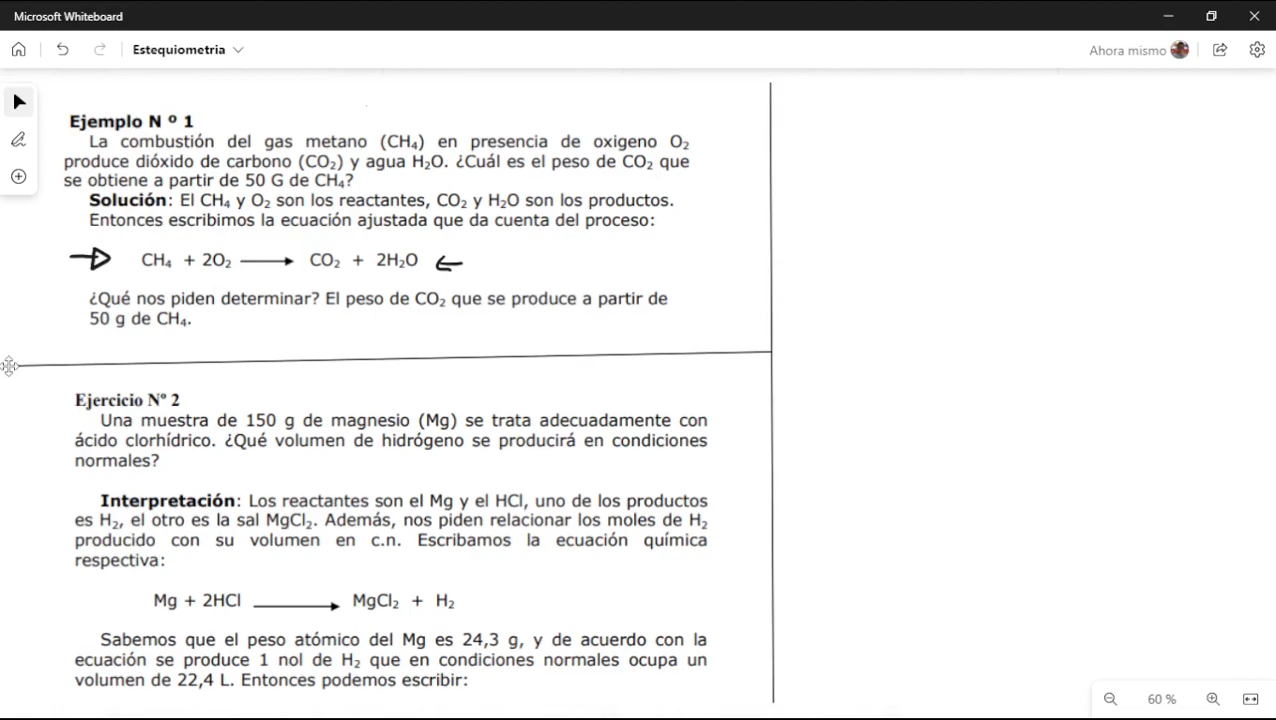 Microsoft Whiteboard
Estequiometria
Ahora mismo
Ejemplo N º 1
La combustión del gas metano (CH₄) en presencia de oxigeno O₂
produce dióxido de carbono (CO₂) y agua H₂O. ¿Cuál es el peso de CO₂ que
se obtiene a partir de 50 G de CH₄?
Solución: El CH₄ y O₂ son los reactantes, CO₂ y H₂O son los productos.
Entonces escribimos la ecuación ajustada que da cuenta del proceso:
CH₄ + 2O₂ ⟶ CO₂ + 2H₂O
¿Qué nos piden determinar? El peso de CO₂ que se produce a partir de
50 g de CH₄.
Ejercicio Nº 2
Una muestra de 150 g de magnesio (Mg) se trata adecuadamente con
ácido clorhídrico. ¿Qué volumen de hidrógeno se producirá en condiciones
normales?
Interpretación: Los reactantes son el Mg y el HCl, uno de los productos
es H₂, el otro es la sal MgCl₂. Además, nos piden relacionar los moles de H₂
producido con su volumen en c.n. Escribamos la ecuación química
respectiva:
Mg + 2HCl ⟶ MgCl₂ + H₂
Sabemos que el peso atómico del Mg es 24,3 g, y de acuerdo con la
ecuación se produce 1 nol de H₂ que en condiciones normales ocupa un
volumen de 22,4 L. Entonces podemos escribir:
60 %